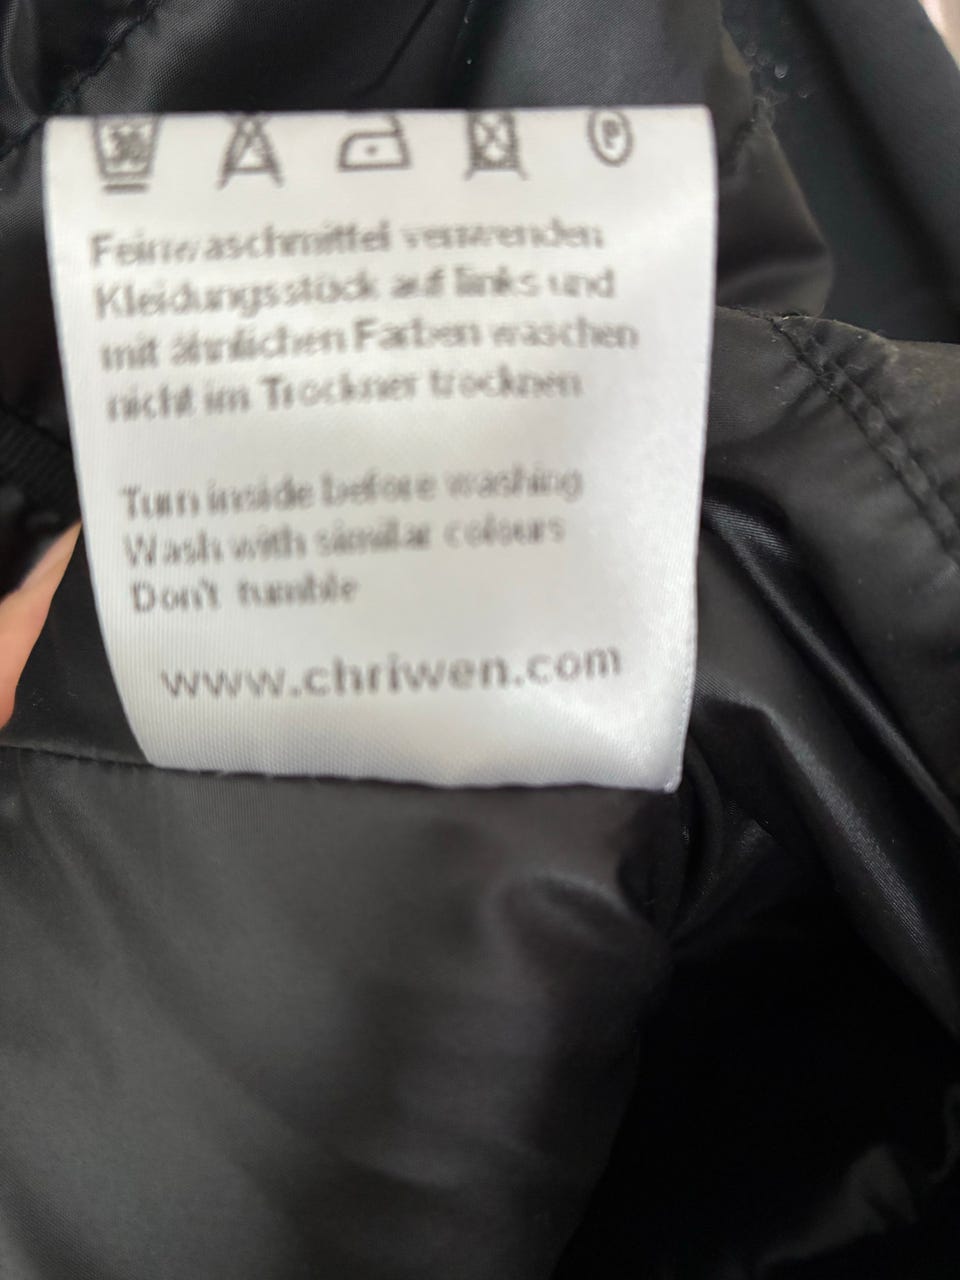 30
P
Feinwaschmittel verwenden
Kleidungsstück auf links und
mit ähnlichen Farben waschen
nicht im Trockner trocknen
Turn inside before washing
Wash with similar colours
Don't tumble
www.chriwen.com